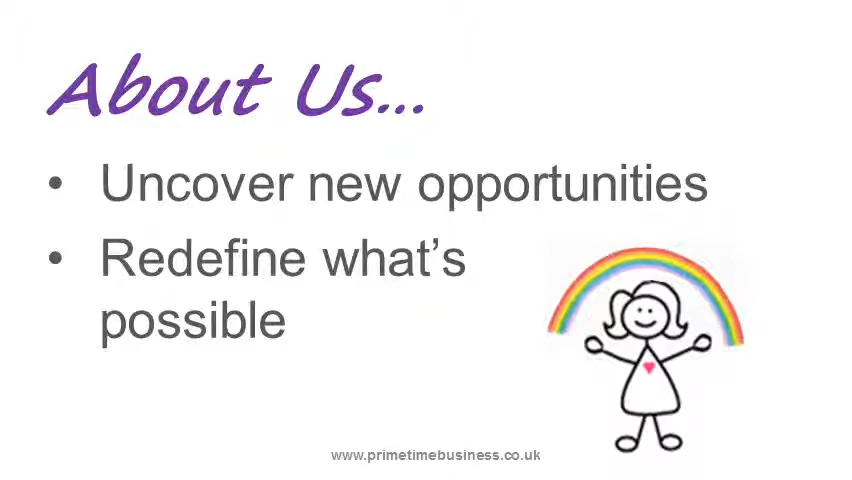 About Us...
• Uncover new opportunities
• Redefine what's
possible
www.primetimebusiness.co.uk